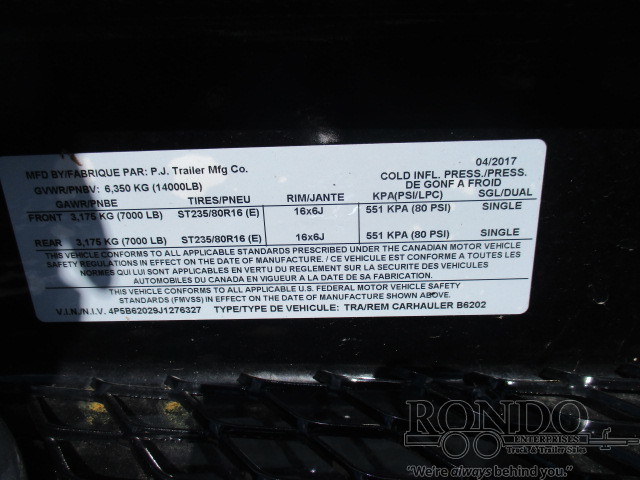 MFD BY/FABRIQUE PAR: P.J. Trailer Mfg Co. 04/2017
GVWR/PNBV: 6,350 KG (14000LB) COLD INFL. PRESS./PRESS.
DE GONF A FROID
GAWR/PNBE TIRES/PNEU RIM/JANTE KPA(PSI/LPC) SGL/DUAL
FRONT 3,175 KG (7000 LB) ST235/80R16 (E) 16x6J 551 KPA (80 PSI) SINGLE
REAR 3,175 KG (7000 LB) ST235/80R16 (E) 16x6J 551 KPA (80 PSI) SINGLE
THIS VEHICLE CONFORMS TO ALL APPLICABLE STANDARDS PRESCRIBED UNDER THE CANADIAN MOTOR VEHICLE
SAFETY REGULATIONS IN EFFECT ON THE DATE OF MANUFACTURE / CE VEHICULE EST CONFORME A TOUTES LES
NORMES QUI LUI SONT APPLICABLES EN VERTU DU REGLEMENT SUR LA SECURITE DES VEHICULES
AUTOMOBILES DU CANADA EN VIGUEUR A LA DATE DE SA FABRICATION.
THIS VEHICLE CONFORMS TO ALL APPLICABLE U.S. FEDERAL MOTOR VEHICLE SAFETY
STANDARDS (FMVSS) IN EFFECT ON THE DATE OF MANUFACTURE SHOWN ABOVE.
V.I.N./N.I.V. 4P5B62029J1276327 TYPE/TYPE DE VEHICULE: TRA/REM CARHAULER B6202
RONDO
ENTERPRISES
Truck & Trailer Sales
"We're always behind you."